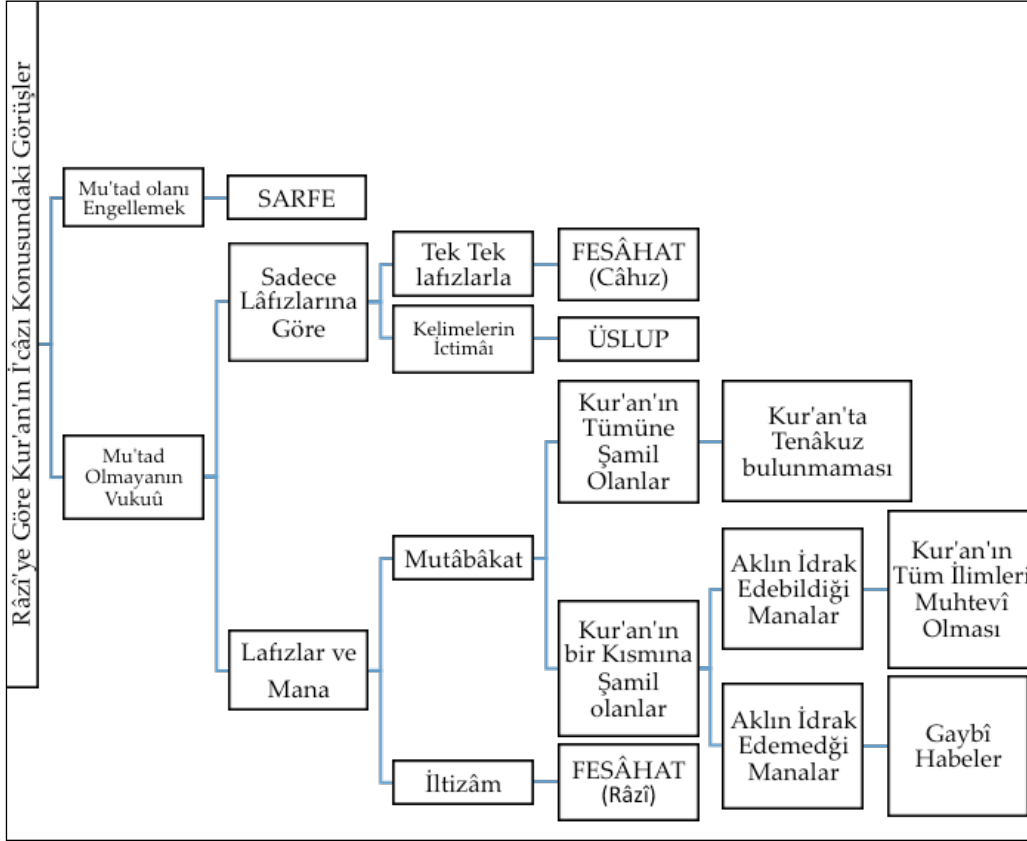 Râzî'ye Göre Kur'an'ın İ'câzı Konusundaki Görüşler
Mu'tad olanı
Engellemek
SARFE
Mu'tad
Olmayanın
Vukuû
Sadece
Lâfızlarına
Göre
Tek Tek
lafızlarla
FESÂHAT
(Câhız)
Kelimelerin
İctimâı
ÜSLUP
Lafızlar ve
Mana
Mutâbâkat
Kur'an'ın
Tümüne
Şamil
Olanlar
Kur'an'ta
Tenâkuz
bulunmaması
Kur'an'ın
bir Kısmına
Şamil
olanlar
Aklın İdrak
Edebildiği
Manalar
Kur'an'ın
Tüm İlimleri
Muhtevî
Olması
Aklın İdrak
Edemedği
Manalar
Gaybî
Habeler
İltizâm
FESÂHAT
(Râzî)